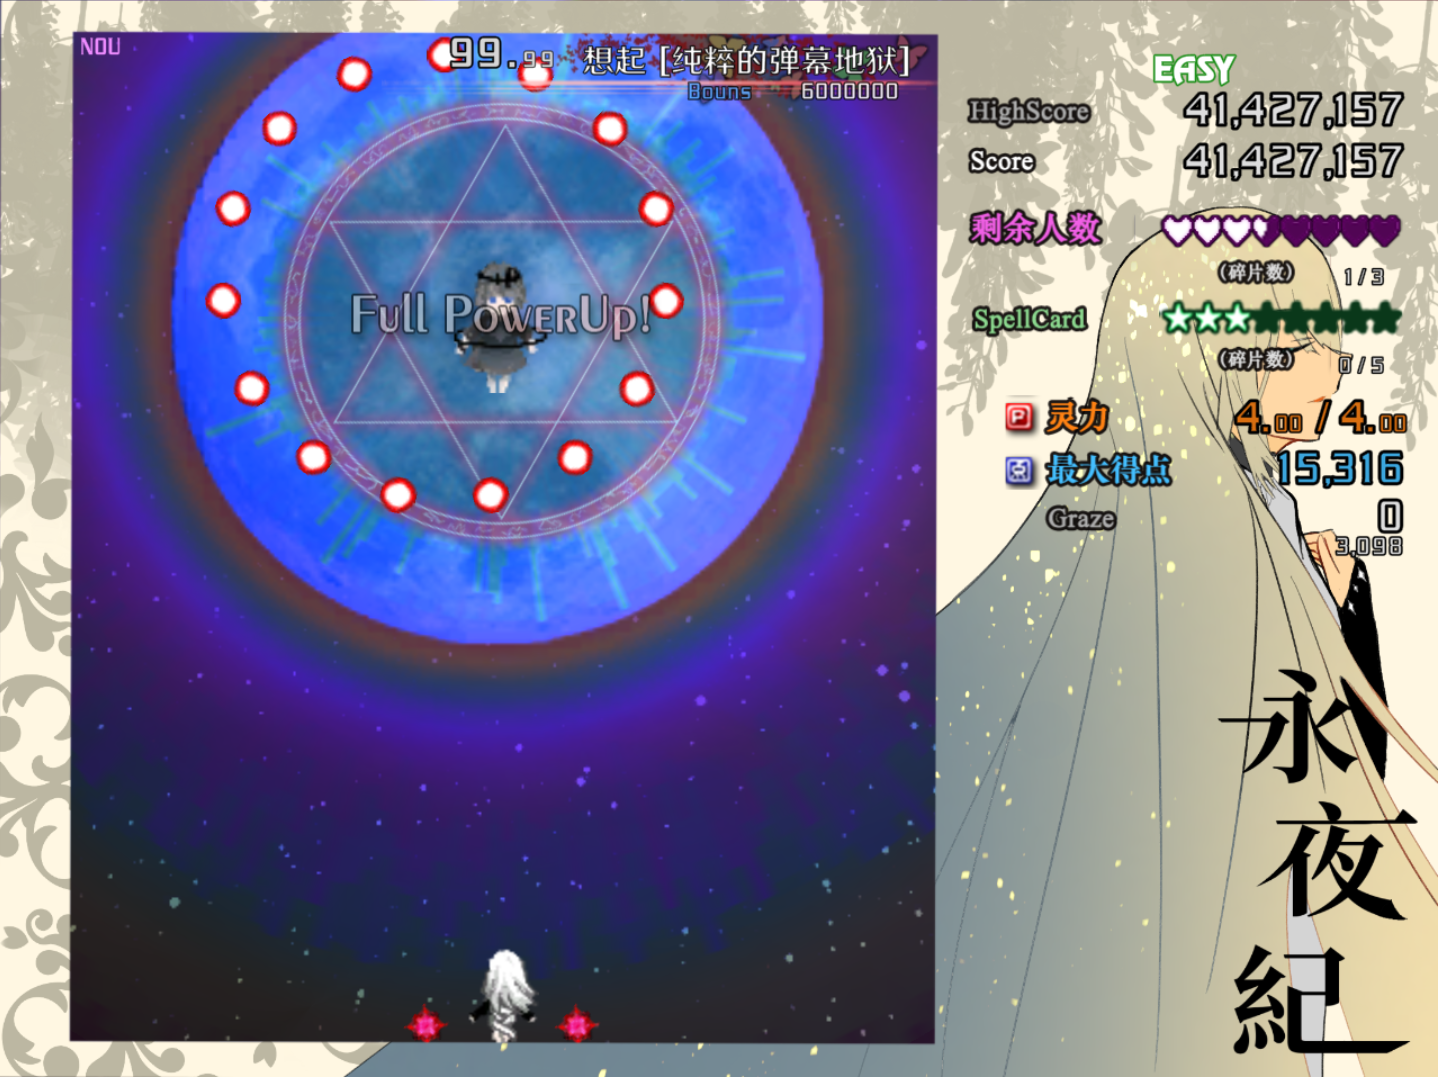 NOU
99.99 想起 [纯粹的弹幕地狱]
Bouns 6000000
Full PowerUp!
EASY
HighScore 41,427,157
Score 41,427,157
剩余人数
(碎片数) 1/3
SpellCard
(碎片数) 0/5
P 灵力 4.00 / 4.00
点 最大得点 15,316
Graze 0
3,098
永
夜
紀